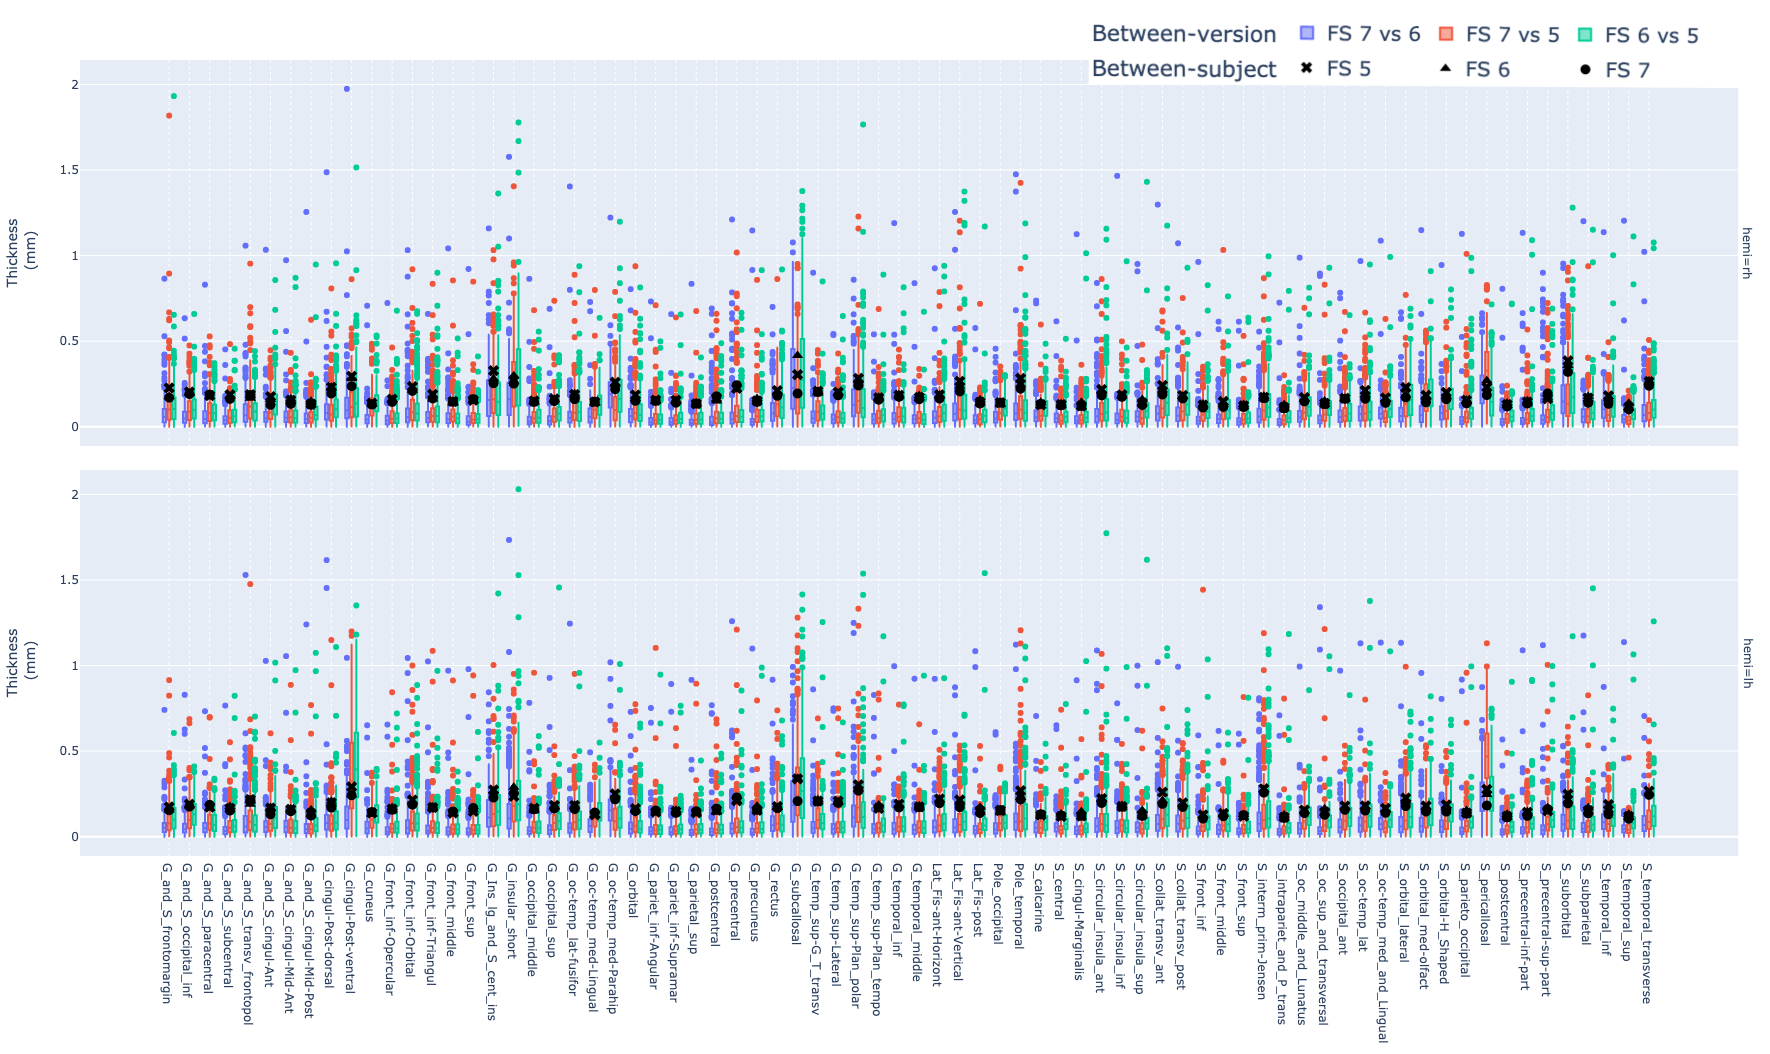 Between-version FS 7 vs 6 FS 7 vs 5 FS 6 vs 5
Between-subject FS 5 FS 6 FS 7
2
1.5
1
0.5
0
Thickness
(mm)
hemi=rh
2
1.5
1
0.5
0
Thickness
(mm)
hemi=lh
G_and_S_frontomargin
G_and_S_occipital_inf
G_and_S_paracentral
G_and_S_subcentral
G_and_S_transv_frontopol
G_and_S_cingul-Ant
G_and_S_cingul-Mid-Ant
G_and_S_cingul-Mid-Post
G_cingul-Post-dorsal
G_cingul-Post-ventral
G_cuneus
G_front_inf-Opercular
G_front_inf-Orbital
G_front_inf-Triangul
G_front_middle
G_front_sup
G_Ins_lg_and_S_cent_ins
G_insular_short
G_occipital_middle
G_occipital_sup
G_oc-temp_lat-fusifor
G_oc-temp_med-Lingual
G_oc-temp_med-Parahip
G_orbital
G_pariet_inf-Angular
G_pariet_inf-Supramar
G_parietal_sup
G_postcentral
G_precentral
G_precuneus
G_rectus
G_subcallosal
G_temp_sup-G_T_transv
G_temp_sup-Lateral
G_temp_sup-Plan_polar
G_temp_sup-Plan_tempo
G_temporal_inf
G_temporal_middle
Lat_Fis-ant-Horizont
Lat_Fis-ant-Vertical
Lat_Fis-post
Pole_occipital
Pole_temporal
S_calcarine
S_central
S_cingul-Marginalis
S_circular_insula_ant
S_circular_insula_inf
S_circular_insula_sup
S_collat_transv_ant
S_collat_transv_post
S_front_inf
S_front_middle
S_front_sup
S_interm_prim-Jensen
S_intrapariet_and_P_trans
S_oc_middle_and_Lunatus
S_oc_sup_and_transversal
S_occipital_ant
S_oc-temp_lat
S_oc-temp_med_and_Lingual
S_orbital_lateral
S_orbital_med-olfact
S_orbital-H_Shaped
S_parieto_occipital
S_pericallosal
S_postcentral
S_precentral-inf-part
S_precentral-sup-part
S_suborbital
S_subparietal
S_temporal_inf
S_temporal_sup
S_temporal_transverse